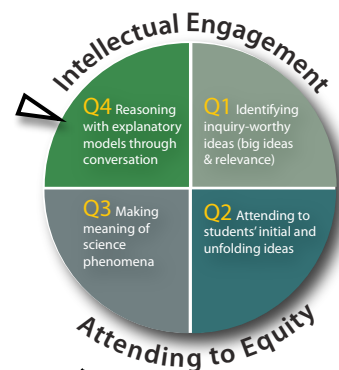 Intellectual Engagement
Q4 Reasoning
with explanatory
models through
conversation
Q1 Identifying
inquiry-worthy
ideas (big ideas
& relevance)
Q3 Making
meaning of
science
phenomena
Q2 Attending to
students' initial and
unfolding ideas
Attending to Equity